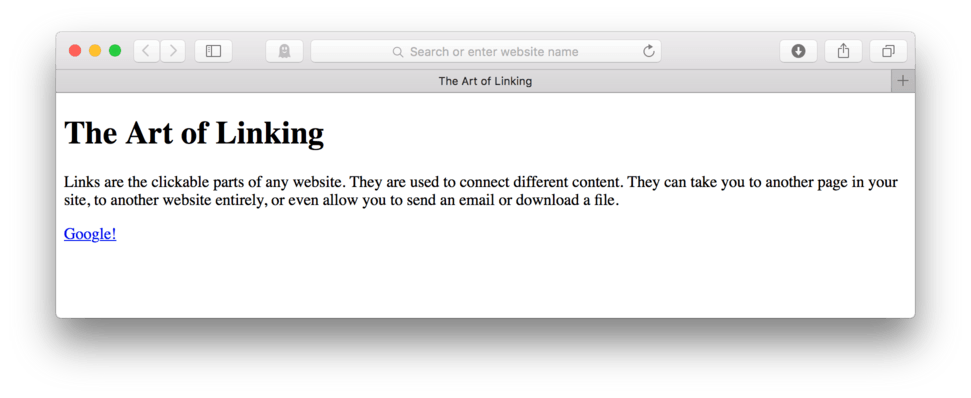 Search or enter website name
The Art of Linking
The Art of Linking
Links are the clickable parts of any website. They are used to connect different content. They can take you to another page in your
site, to another website entirely, or even allow you to send an email or download a file.
Google!